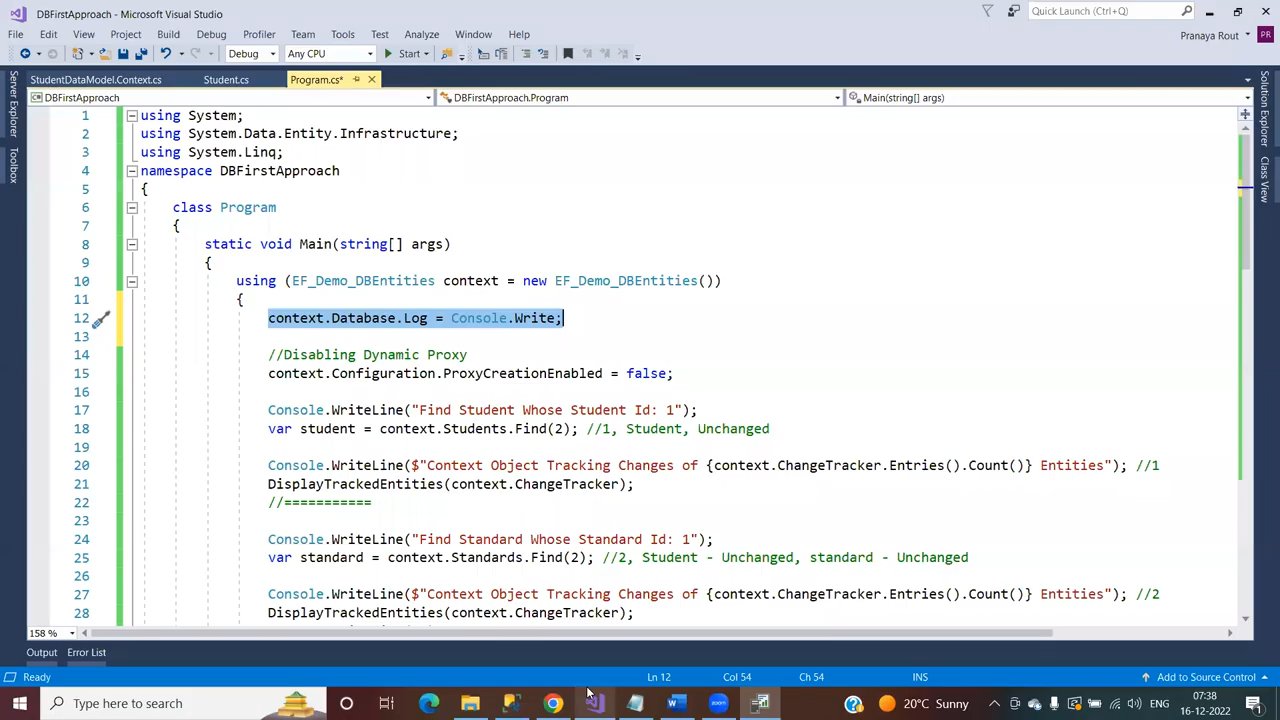 DBFirstApproach - Microsoft Visual Studio
Quick Launch (Ctrl+Q)
File Edit View Project Build Debug Profiler Team Tools Test Analyze Window Help
Pranaya Rout PR
Debug Any CPU Start
StudentDataModel.Context.cs Student.cs Program.cs*
DBFirstApproach DBFirstApproach.Program Main(string[] args)
Server Explorer
Toolbox
Solution Explorer
Class View
1 using System;
2 using System.Data.Entity.Infrastructure;
3 using System.Linq;
4 namespace DBFirstApproach
5 {
6 class Program
7 {
8 static void Main(string[] args)
9 {
10 using (EF_Demo_DBEntities context = new EF_Demo_DBEntities())
11 {
12 context.Database.Log = Console.Write;
13
14 //Disabling Dynamic Proxy
15 context.Configuration.ProxyCreationEnabled = false;
16
17 Console.WriteLine("Find Student Whose Student Id: 1");
18 var student = context.Students.Find(2); //1, Student, Unchanged
19
20 Console.WriteLine($"Context Object Tracking Changes of {context.ChangeTracker.Entries().Count()} Entities"); //1
21 DisplayTrackedEntities(context.ChangeTracker);
22 //===========
23
24 Console.WriteLine("Find Standard Whose Standard Id: 1");
25 var standard = context.Standards.Find(2); //2, Student - Unchanged, standard - Unchanged
26
27 Console.WriteLine($"Context Object Tracking Changes of {context.ChangeTracker.Entries().Count()} Entities"); //2
28 DisplayTrackedEntities(context.ChangeTracker);
158 %
Output Error List
Ready Ln 12 Col 54 Ch 54 INS Add to Source Control
Type here to search 20°C Sunny ENG 07:38
16-12-2022